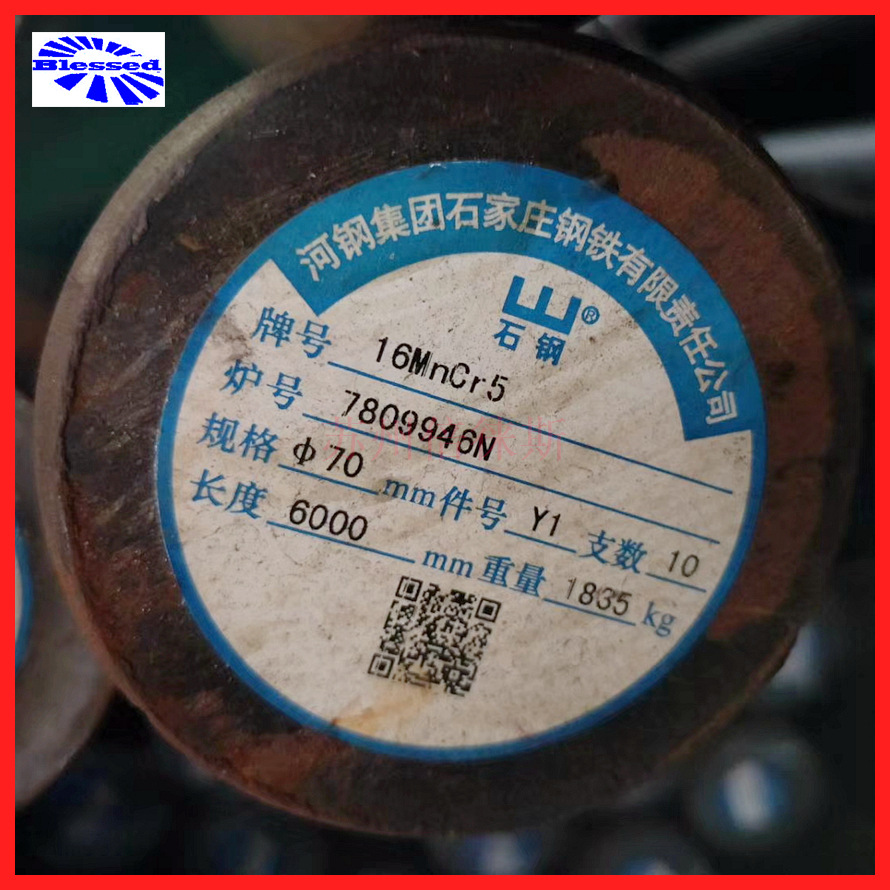 Blessed
河钢集团石家庄钢铁有限责任公司
®
石钢
牌号 16MnCr5
炉号 7809946N
规格 φ70 mm 件号 Y1 支数 10
长度 6000 mm 重量 1835 kg